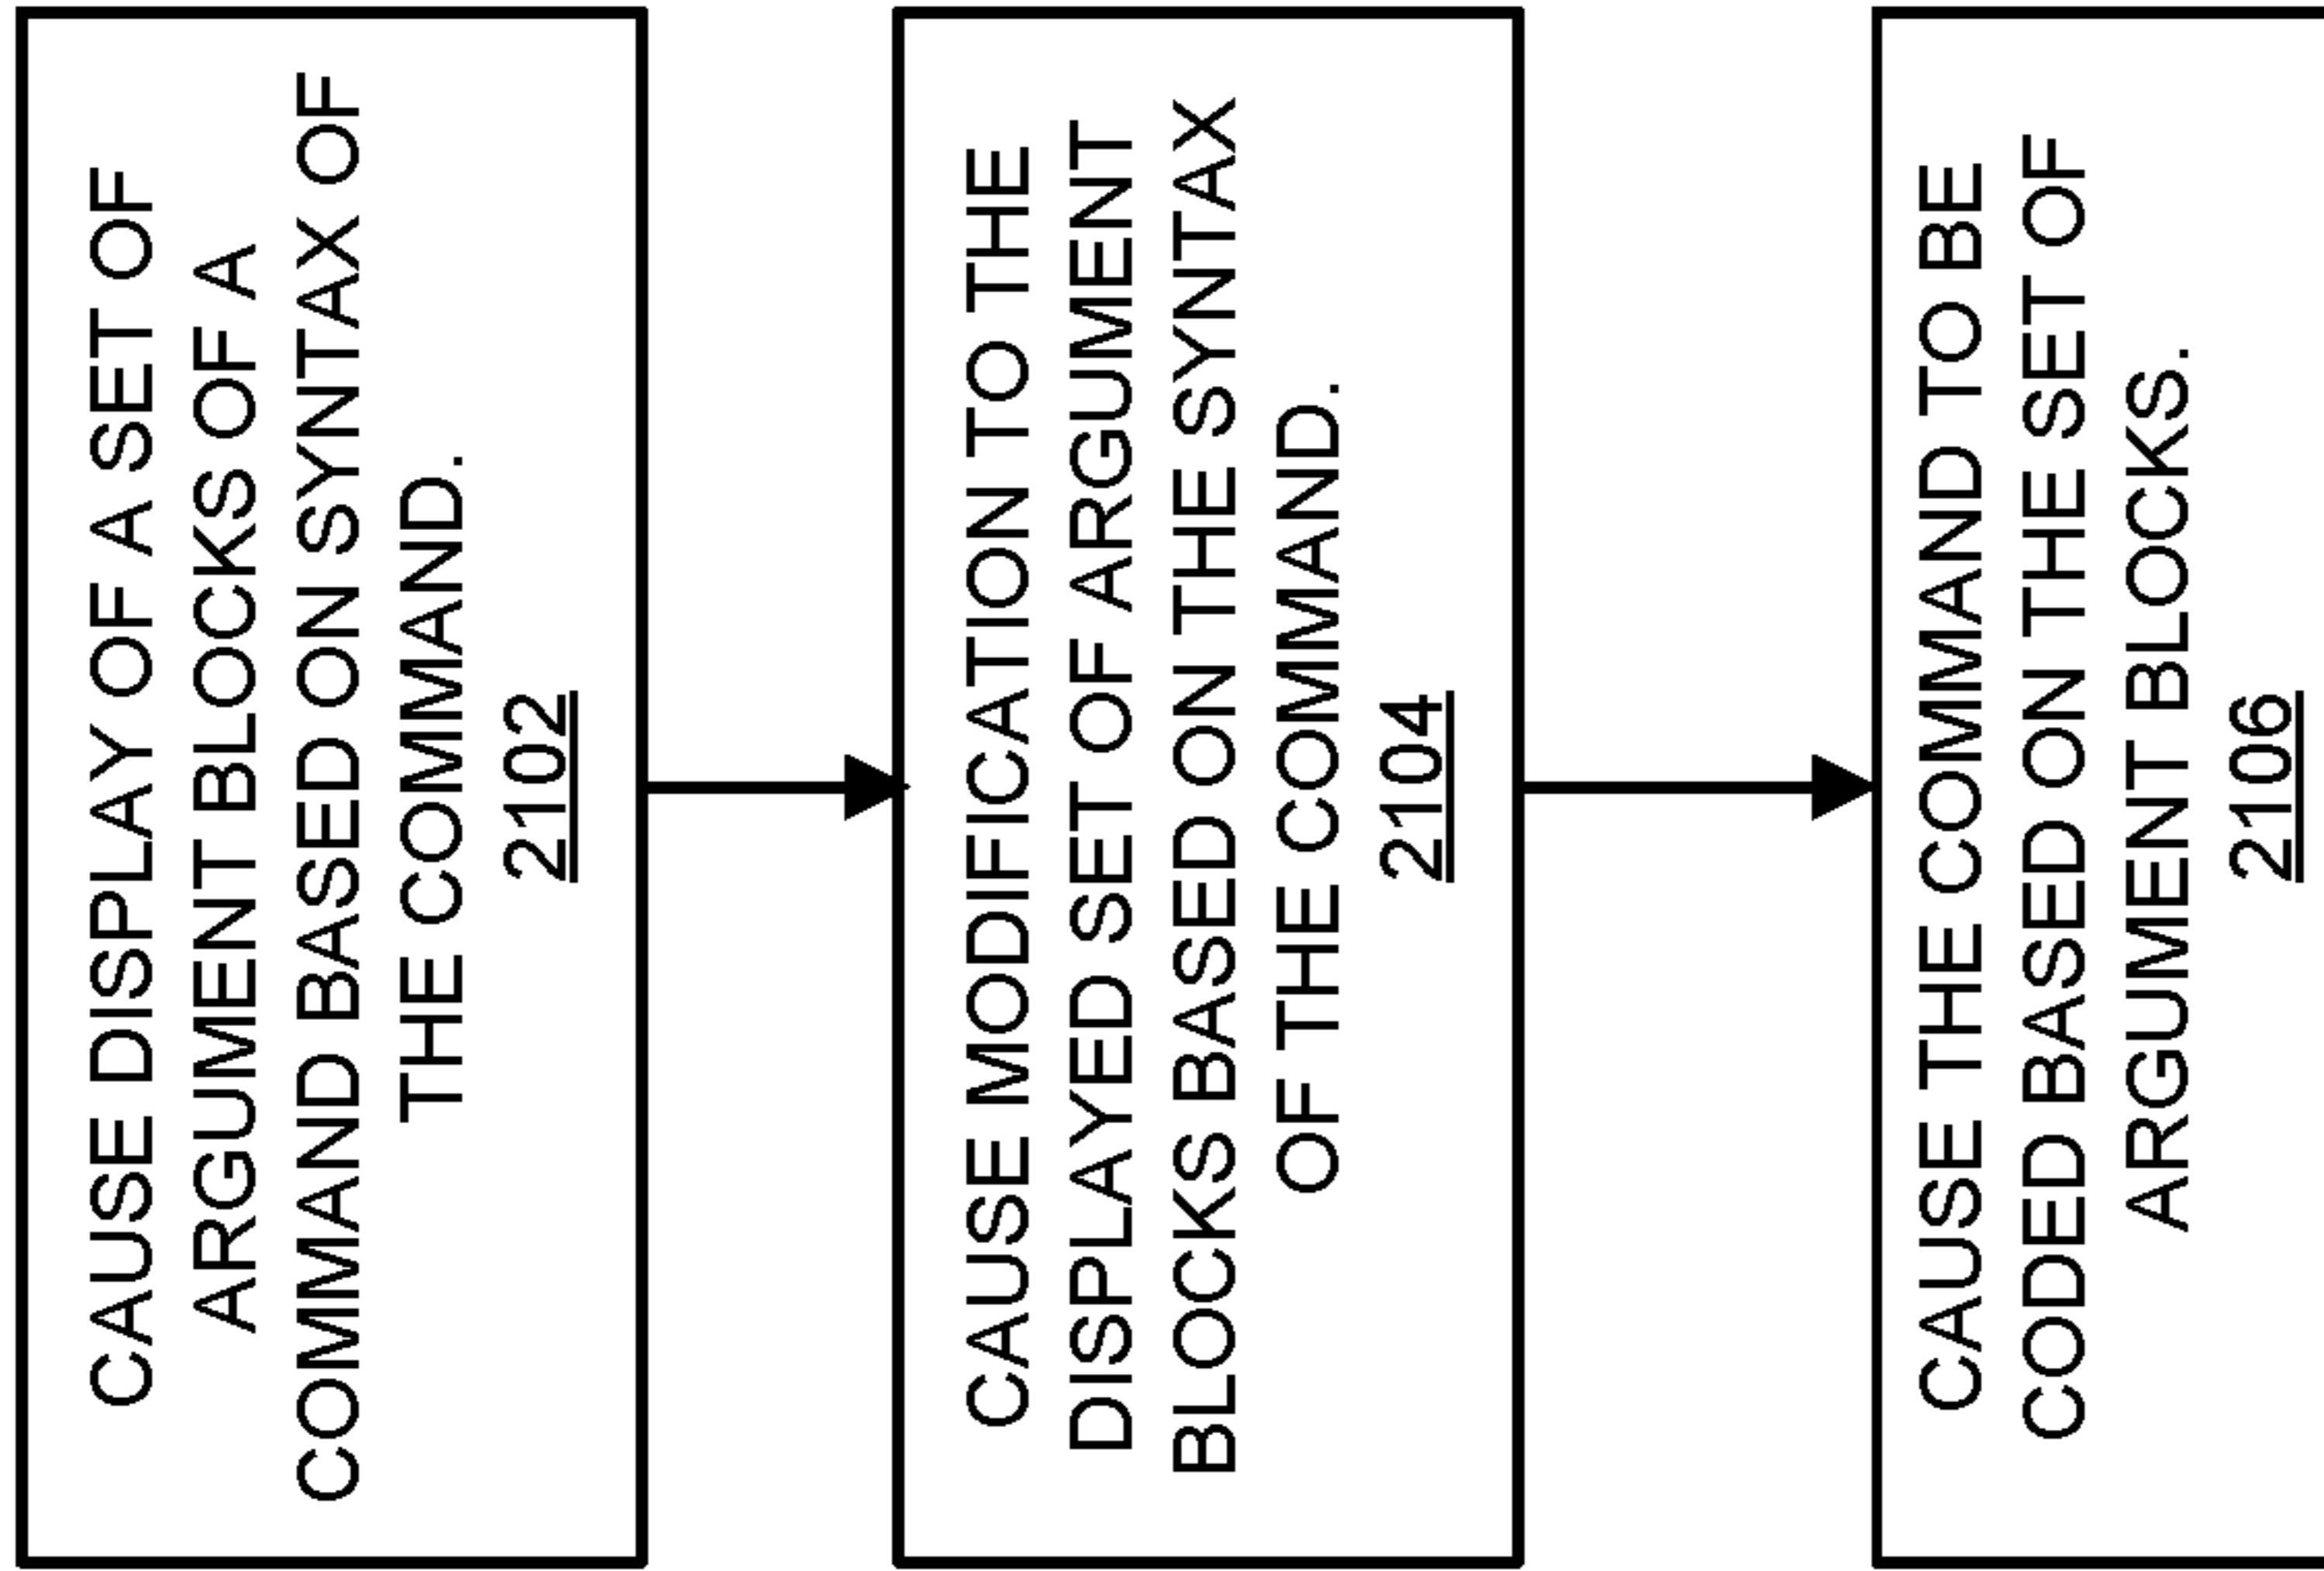 CAUSE DISPLAY OF A SET OF
ARGUMENT BLOCKS OF A
COMMAND BASED ON SYNTAX OF
THE COMMAND.
2102
CAUSE MODIFICATION TO THE
DISPLAYED SET OF ARGUMENT
BLOCKS BASED ON THE SYNTAX
OF THE COMMAND.
2104
CAUSE THE COMMAND TO BE
CODED BASED ON THE SET OF
ARGUMENT BLOCKS.
2106